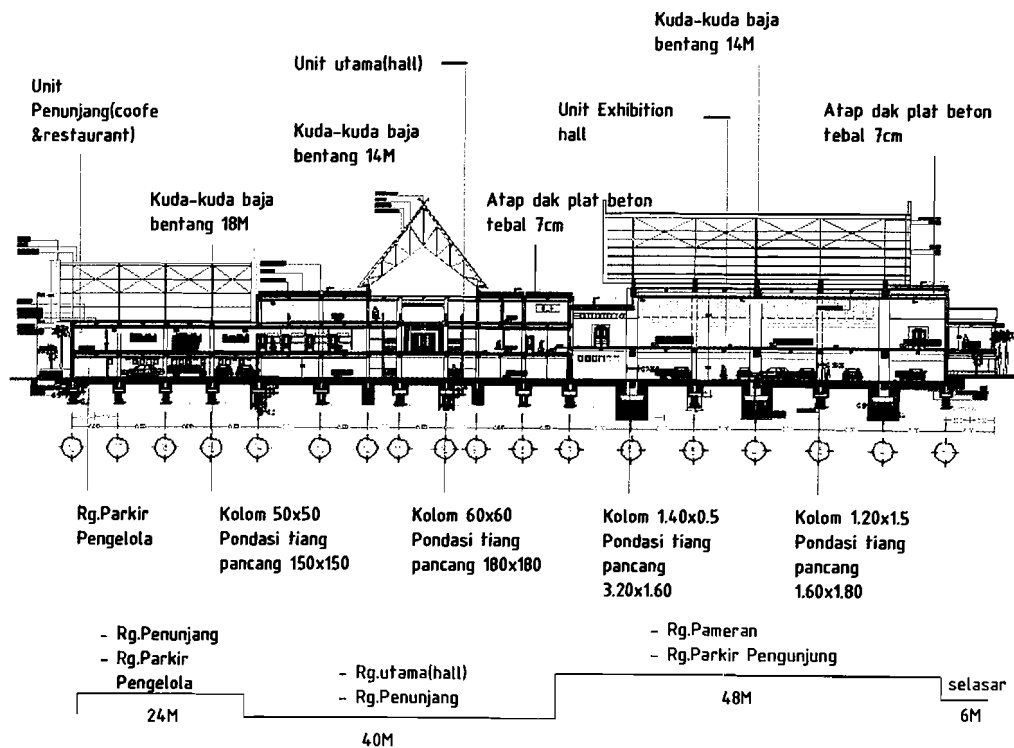 Kuda-kuda baja
bentang 14M
Unit utama(hall)
Unit
Penunjang(coofe
&restaurant)
Kuda-kuda baja
bentang 14M
Unit Exhibition
hall
Atap dak plat beton
tebal 7cm
Kuda-kuda baja
bentang 18M
Atap dak plat beton
tebal 7cm
Rg.Parkir
Pengelola
Kolom 50x50
Pondasi tiang
pancang 150x150
Kolom 60x60
Pondasi tiang
pancang 180x180
Kolom 1.40x0.5
Pondasi tiang
pancang
3.20x1.60
Kolom 1.20x1.5
Pondasi tiang
pancang
1.60x1.80
- Rg.Penunjang
- Rg.Parkir
Pengelola
24M
- Rg.utama(hall)
- Rg.Penunjang
40M
- Rg.Pameran
- Rg.Parkir Pengunjung
48M
selasar
6M